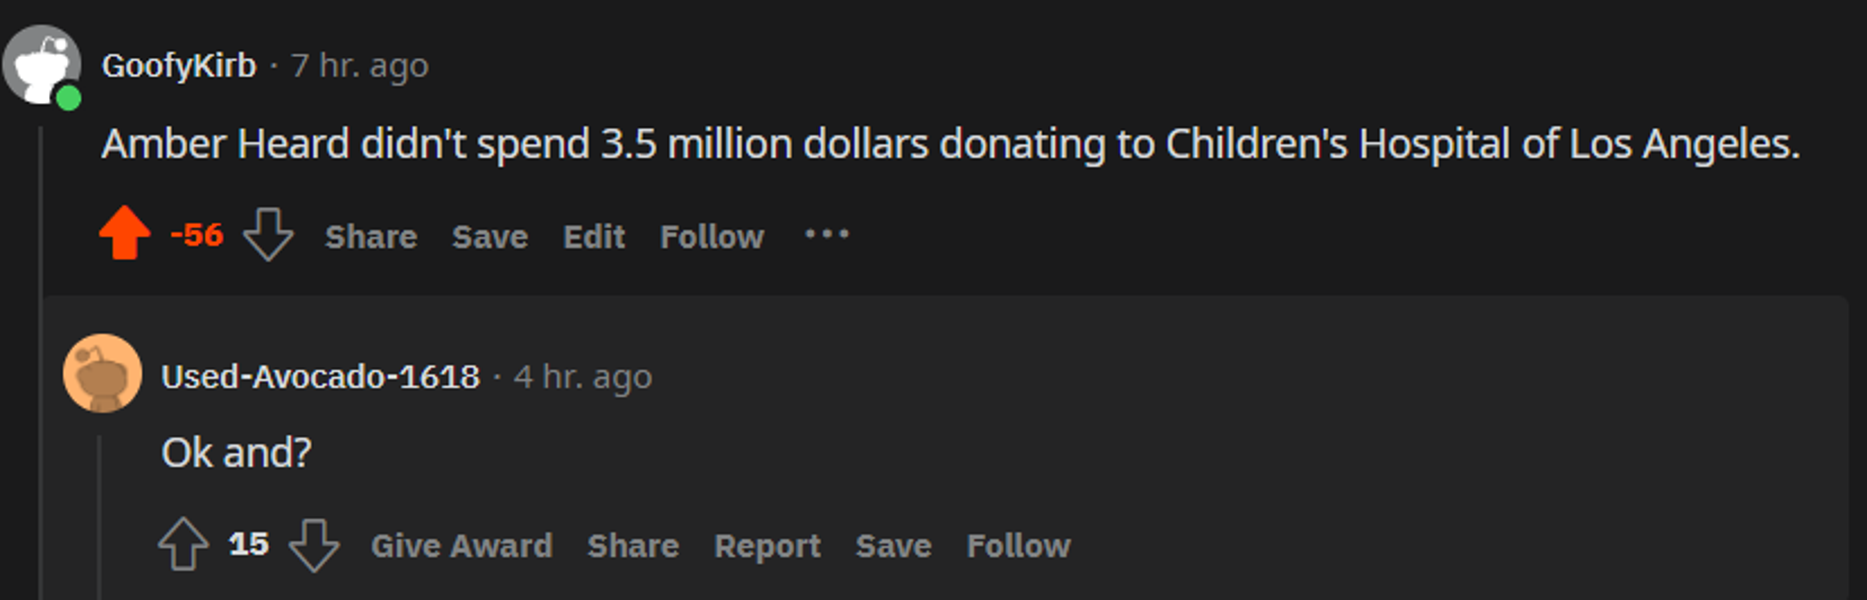 GoofyKirb · 7 hr. ago
Amber Heard didn't spend 3.5 million dollars donating to Children's Hospital of Los Angeles.
-56 Share Save Edit Follow ···
Used-Avocado-1618 · 4 hr. ago
Ok and?
15 Give Award Share Report Save Follow